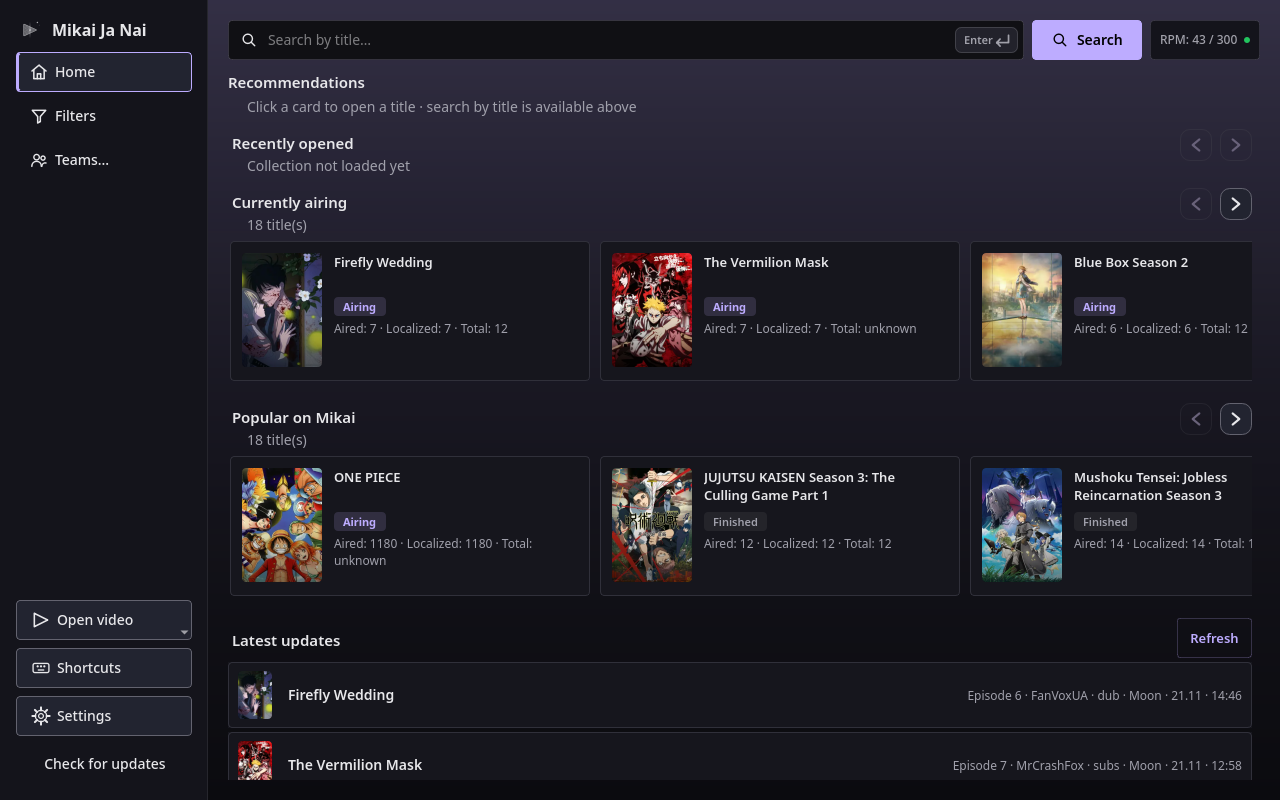 Mikai Ja Nai
Home
Filters
Teams...
Open video
Shortcuts
Settings
Check for updates
Search by title...
Enter
Search
RPM: 43 / 300
Recommendations
Click a card to open a title · search by title is available above
Recently opened
Collection not loaded yet
Currently airing
18 title(s)
Firefly Wedding
Airing
Aired: 7 · Localized: 7 · Total: 12
The Vermilion Mask
Airing
Aired: 7 · Localized: 7 · Total: unknown
Blue Box Season 2
Airing
Aired: 6 · Localized: 6 · Total: 12
Popular on Mikai
18 title(s)
ONE PIECE
Airing
Aired: 1180 · Localized: 1180 · Total:
unknown
JUJUTSU KAISEN Season 3: The
Culling Game Part 1
Finished
Aired: 12 · Localized: 12 · Total: 12
Mushoku Tensei: Jobless
Reincarnation Season 3
Finished
Aired: 14 · Localized: 14 · Total: 1
Latest updates
Refresh
Firefly Wedding
Episode 6 · FanVoxUA · dub · Moon · 21.11 · 14:46
The Vermilion Mask
Episode 7 · MrCrashFox · subs · Moon · 21.11 · 12:58